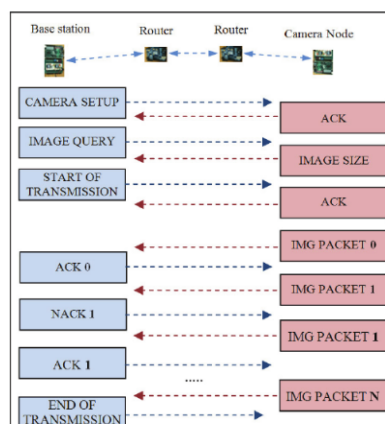 Base station
Router
Router
Camera Node
CAMERA SETUP
ACK
IMAGE QUERY
IMAGE SIZE
START OF
TRANSMISSION
ACK
IMG PACKET 0
ACK 0
IMG PACKET 1
NACK 1
IMG PACKET 1
ACK 1
.....
IMG PACKET N
END OF
TRANSMISSION